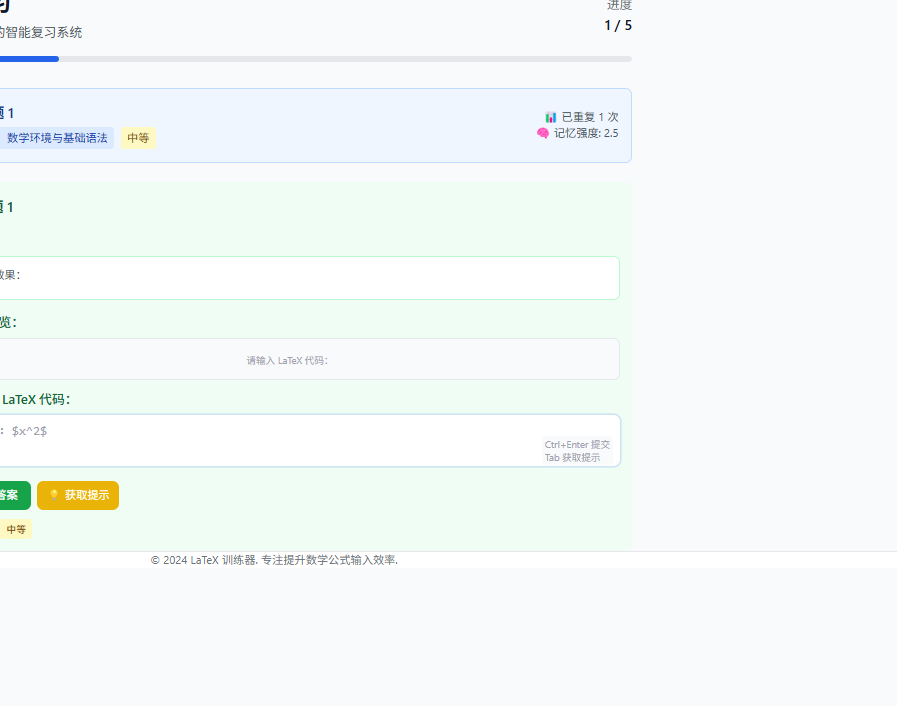 习
进度
的智能复习系统
1 / 5
题 1
已重复 1 次
数学环境与基础语法
中等
记忆强度: 2.5
题 1
效果:
览:
请输入 LaTeX 代码:
LaTeX 代码:
: $x^2$
Ctrl+Enter 提交
Tab 获取提示
答案
获取提示
中等
© 2024 LaTeX 训练器. 专注提升数学公式输入效率.